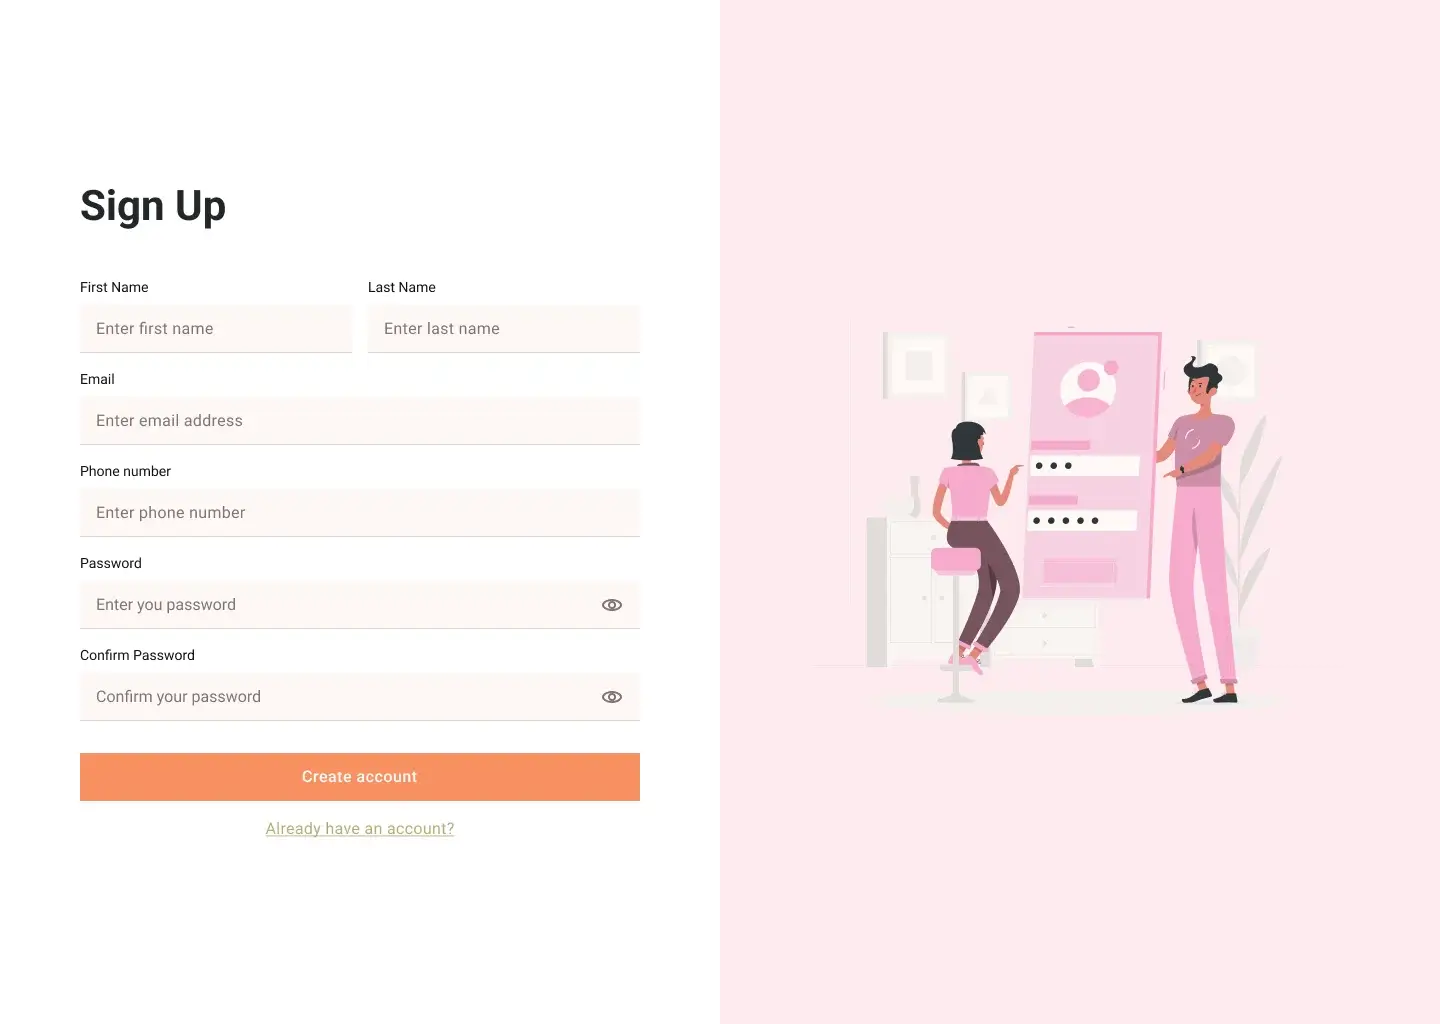 Sign Up
First Name
Last Name
Enter first name
Enter last name
Email
Enter email address
Phone number
Enter phone number
Password
Enter you password
Confirm Password
Confirm your password
Create account
Already have an account?